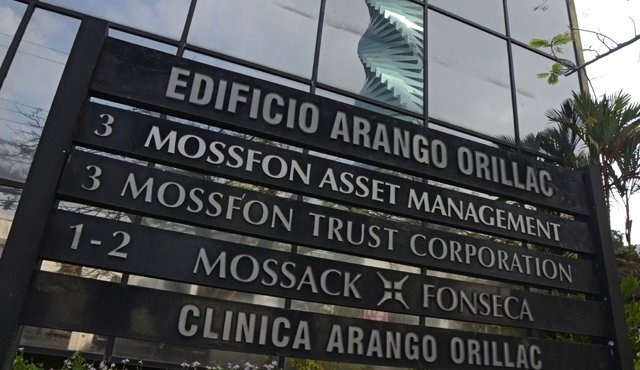 EDIFICIO ARANGO ORILLAC
3 MOSSFON ASSET MANAGEMENT
3 MOSSFON TRUST CORPORATION
1-2 MOSSACK FONSECA
CLINICA ARANGO ORILLAC